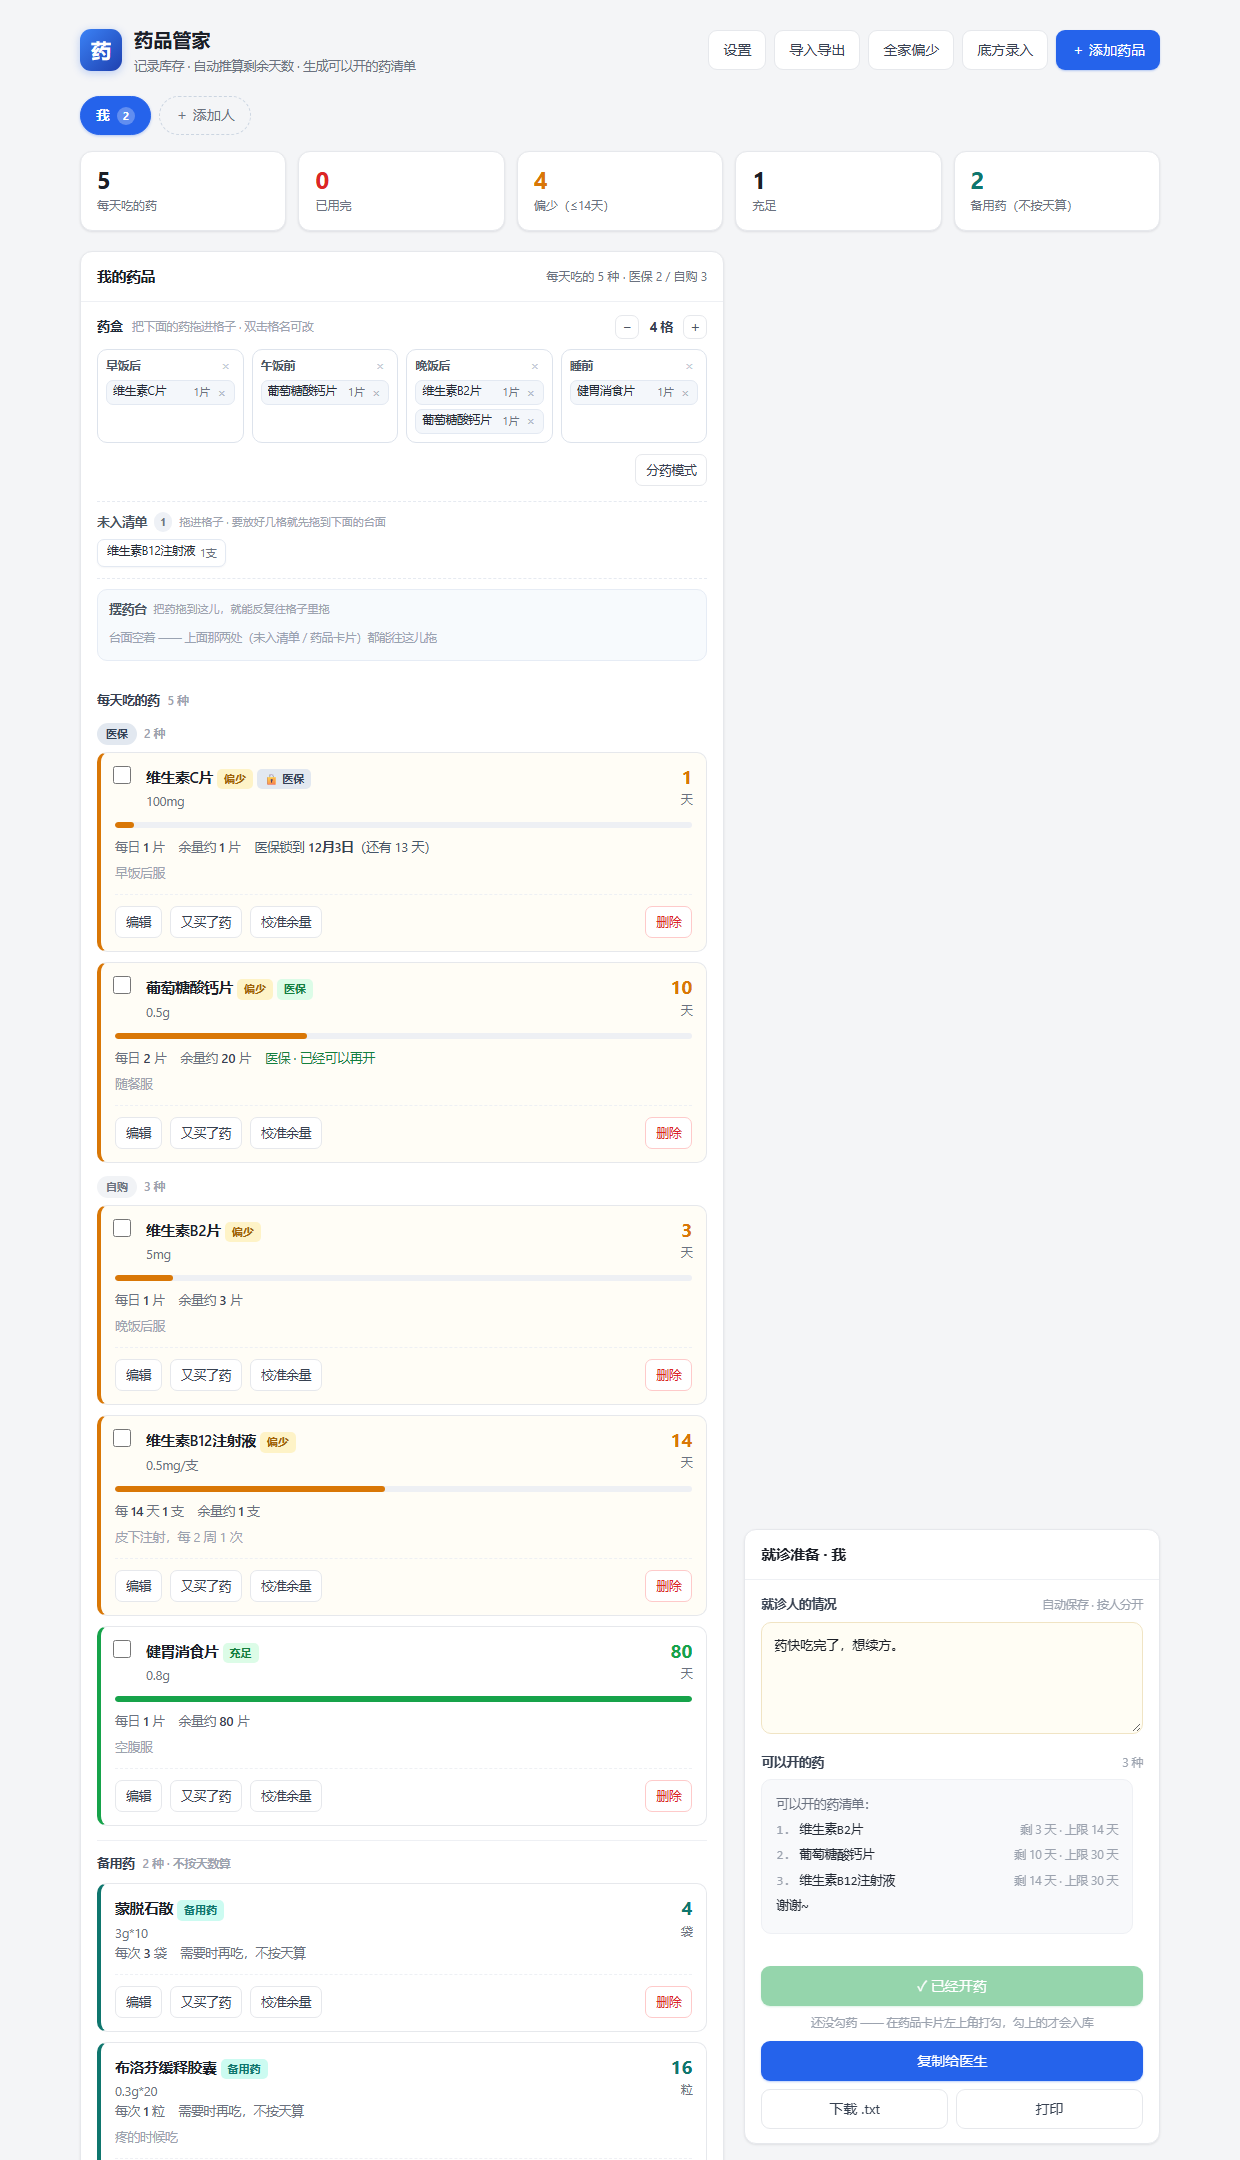 药
药品管家
记录库存 · 自动推算剩余天数 · 生成可以开的药清单
设置
导入导出
全家偏少
底方录入
+ 添加药品
我 2
+ 添加人
5
每天吃的药
0
已用完
4
偏少（≤14天）
1
充足
2
备用药（不按天算）
我的药品
每天吃的 5 种 · 医保 2 / 自购 3
药盒 把下面的药拖进格子 · 双击格名可改
− 4 格 +
早饭后 ×
维生素C片 1片 ×
午饭前 ×
葡萄糖酸钙片 1片 ×
晚饭后 ×
维生素B2片 1片 ×
葡萄糖酸钙片 1片 ×
睡前 ×
健胃消食片 1片 ×
分药模式
未入清单 1 拖进格子 · 要放好几格就先拖到下面的台面
维生素B12注射液 1支
摆药台 把药拖到这儿，就能反复往格子里拖
台面空着 —— 上面那两处（未入清单 / 药品卡片）都能往这儿拖
每天吃的药 5 种
医保 2 种
维生素C片 偏少 🔒 医保
1
100mg
天
每日 1 片 余量约 1 片 医保锁到 12月3日（还有 13 天）
早饭后服
编辑 又买了药 校准余量 删除
葡萄糖酸钙片 偏少 医保
10
0.5g
天
每日 2 片 余量约 20 片 医保 · 已经可以再开
随餐服
编辑 又买了药 校准余量 删除
自购 3 种
维生素B2片 偏少
3
5mg
天
每日 1 片 余量约 3 片
晚饭后服
编辑 又买了药 校准余量 删除
维生素B12注射液 偏少
14
0.5mg/支
天
每 14 天 1 支 余量约 1 支
皮下注射，每 2 周 1 次
编辑 又买了药 校准余量 删除
健胃消食片 充足
80
0.8g
天
每日 1 片 余量约 80 片
空腹服
编辑 又买了药 校准余量 删除
备用药 2 种 · 不按天数算
蒙脱石散 备用药
4
3g*10
袋
每次 3 袋 需要时再吃，不按天算
编辑 又买了药 校准余量 删除
布洛芬缓释胶囊 备用药
16
0.3g*20
粒
每次 1 粒 需要时再吃，不按天算
疼的时候吃
就诊准备 · 我
就诊人的情况
自动保存 · 按人分开
药快吃完了，想续方。
可以开的药
3 种
可以开的药清单：
1. 维生素B2片 剩 3 天 · 上限 14 天
2. 葡萄糖酸钙片 剩 10 天 · 上限 30 天
3. 维生素B12注射液 剩 14 天 · 上限 30 天
谢谢~
✓ 已经开药
还没勾药 —— 在药品卡片左上角打勾，勾上的才会入库
复制给医生
下载 .txt
打印